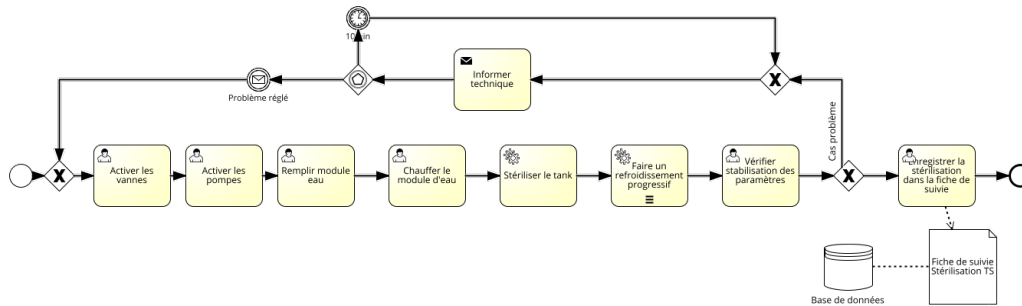 10min
Informer
technique
Problème réglé
Cas problème
Activer les
vannes
Activer les
pompes
Remplir module
eau
Chauffer le
module d'eau
Stériliser le tank
Faire un
refroidissement
progressif
Vérifier
stabilisation des
paramètres
Enregistrer la
stérilisation
dans la fiche de
suivie
Fiche de suivie
Stérilisation TS
Base de données